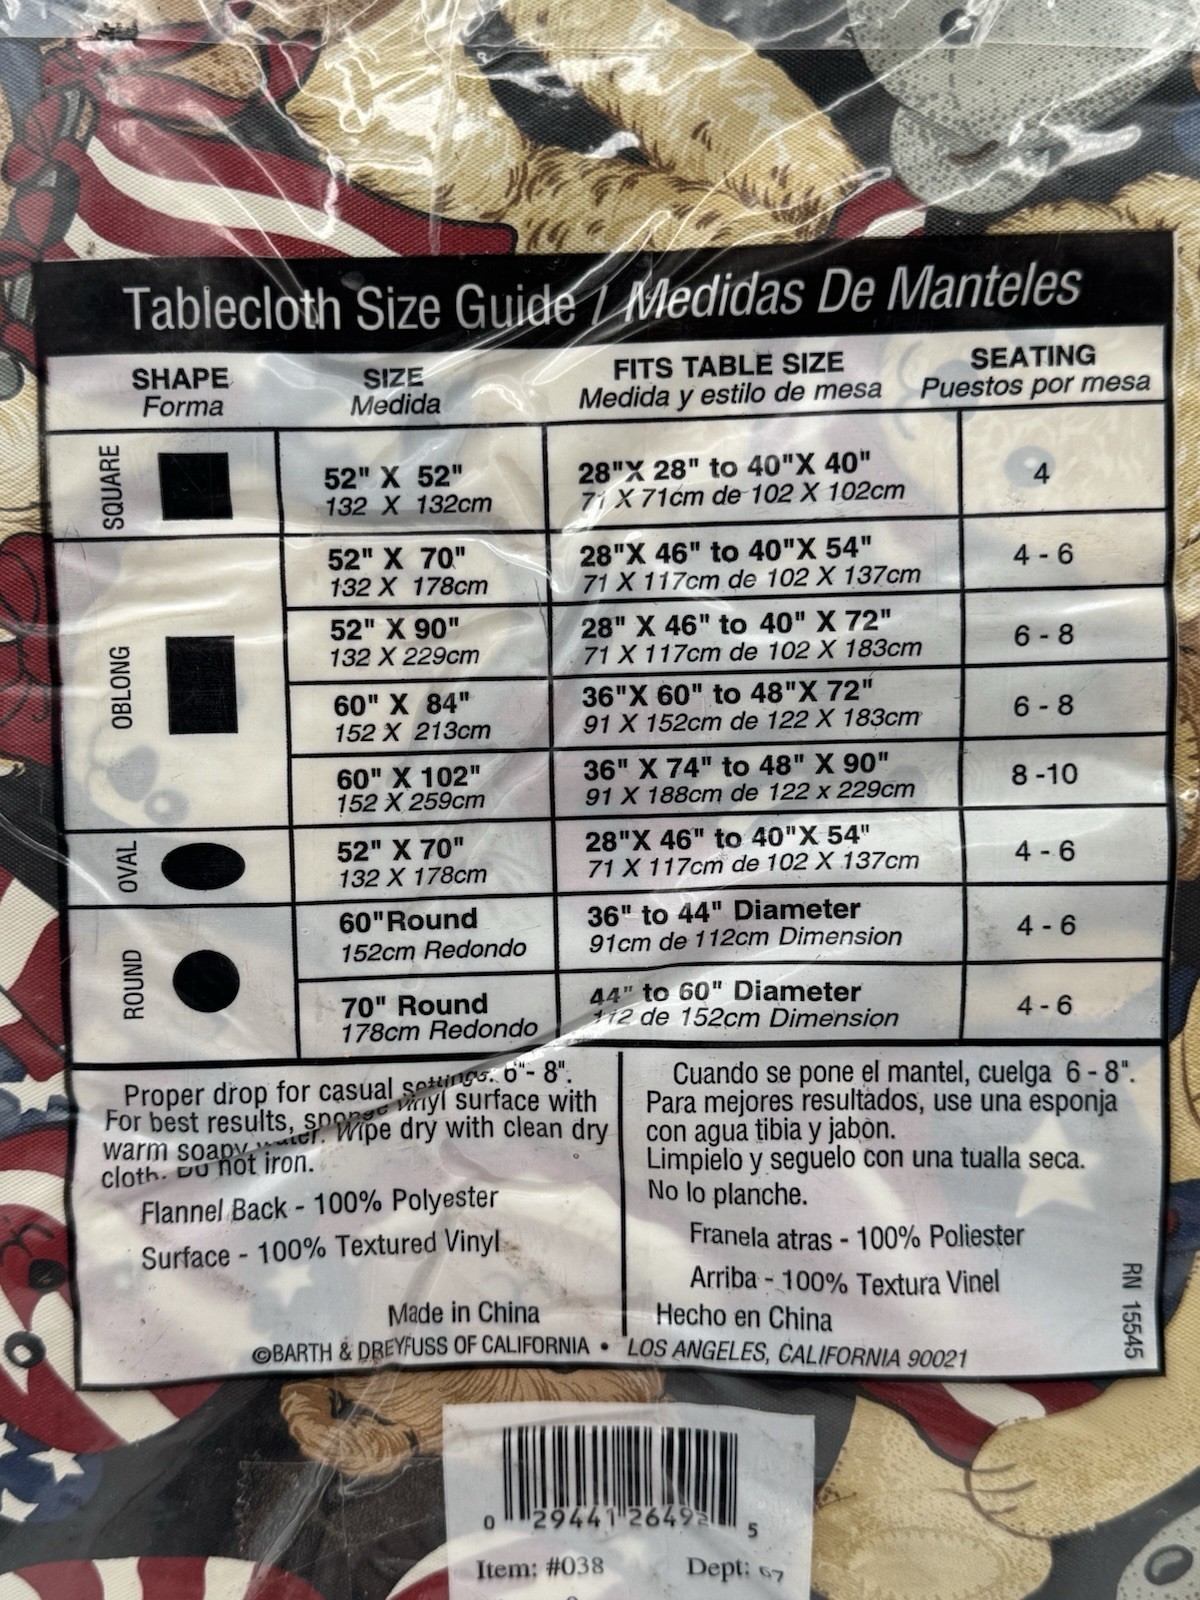 Tablecloth Size Guide / Medidas De Manteles
SHAPE SIZE FITS TABLE SIZE SEATING
Forma Medida Medida y estilo de mesa Puestos por mesa
SQUARE
52" X 52" 28"X 28" to 40"X 40" 4
132 X 132cm 71 X 71cm de 102 X 102cm
OBLONG
52" X 70" 28"X 46" to 40"X 54" 4 - 6
132 X 178cm 71 X 117cm de 102 X 137cm
52" X 90" 28" X 46" to 40" X 72" 6 - 8
132 X 229cm 71 X 117cm de 102 X 183cm
60" X 84" 36"X 60" to 48"X 72" 6 - 8
152 X 213cm 91 X 152cm de 122 X 183cm
60" X 102" 36" X 74" to 48" X 90" 8 -10
152 X 259cm 91 X 188cm de 122 x 229cm
OVAL
52" X 70" 28"X 46" to 40"X 54" 4 - 6
132 X 178cm 71 X 117cm de 102 X 137cm
ROUND
60"Round 36" to 44" Diameter 4 - 6
152cm Redondo 91cm de 112cm Dimension
70" Round 44" to 60" Diameter 4 - 6
178cm Redondo 112 de 152cm Dimension
Proper drop for casual settings: 6"- 8".
For best results, sponge vinyl surface with
warm soapy water. Wipe dry with clean dry
cloth. Do not iron.
Flannel Back - 100% Polyester
Surface - 100% Textured Vinyl
Made in China
Cuando se pone el mantel, cuelga 6 - 8".
Para mejores resultados, use una esponja
con agua tibia y jabòn.
Limpielo y seguelo con una tualla seca.
No lo planche.
Franela atras - 100% Poliester
Arriba - 100% Textura Vinel
Hecho en China
RN 15545
©BARTH & DREYFUSS OF CALIFORNIA • LOS ANGELES, CALIFORNIA 90021
0 29441 26492 5
Item: #038 Dept: 67